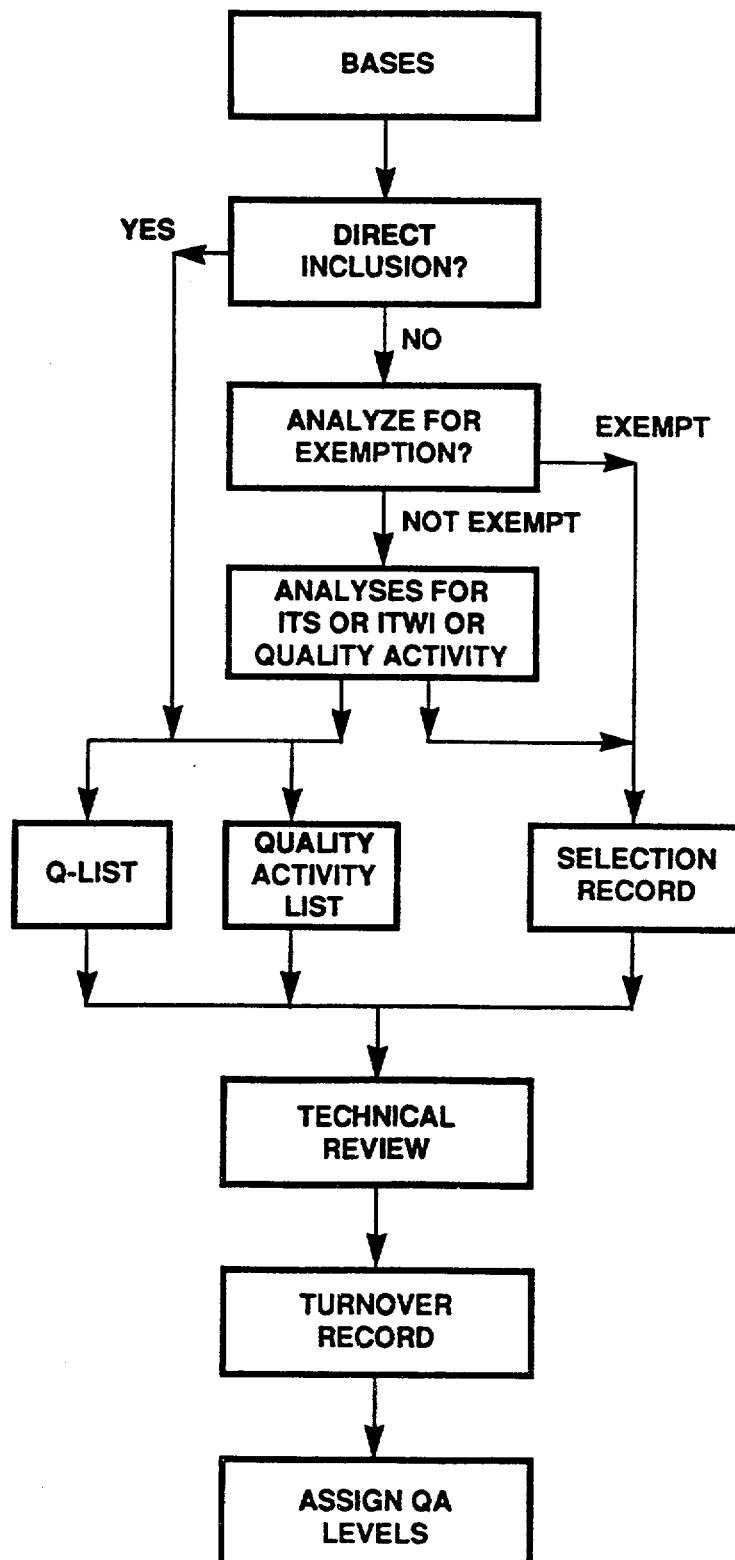 BASES
YES
DIRECT
INCLUSION?
NO
ANALYZE FOR
EXEMPTION?
EXEMPT
NOT EXEMPT
ANALYSES FOR
ITS OR ITWI OR
QUALITY ACTIVITY
Q-LIST
QUALITY
ACTIVITY
LIST
SELECTION
RECORD
TECHNICAL
REVIEW
TURNOVER
RECORD
ASSIGN QA
LEVELS